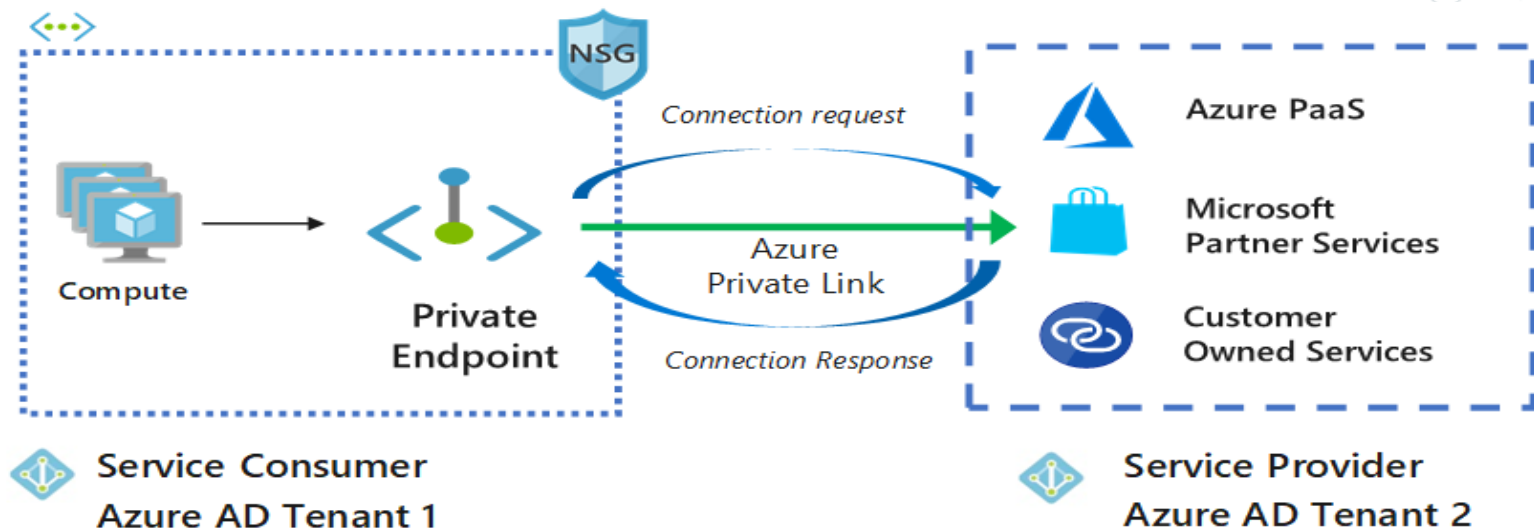 NSG
Connection request
Azure PaaS
Microsoft
Partner Services
Azure
Private Link
Compute
Private
Endpoint
Connection Response
Customer
Owned Services
Service Consumer
Azure AD Tenant 1
Service Provider
Azure AD Tenant 2